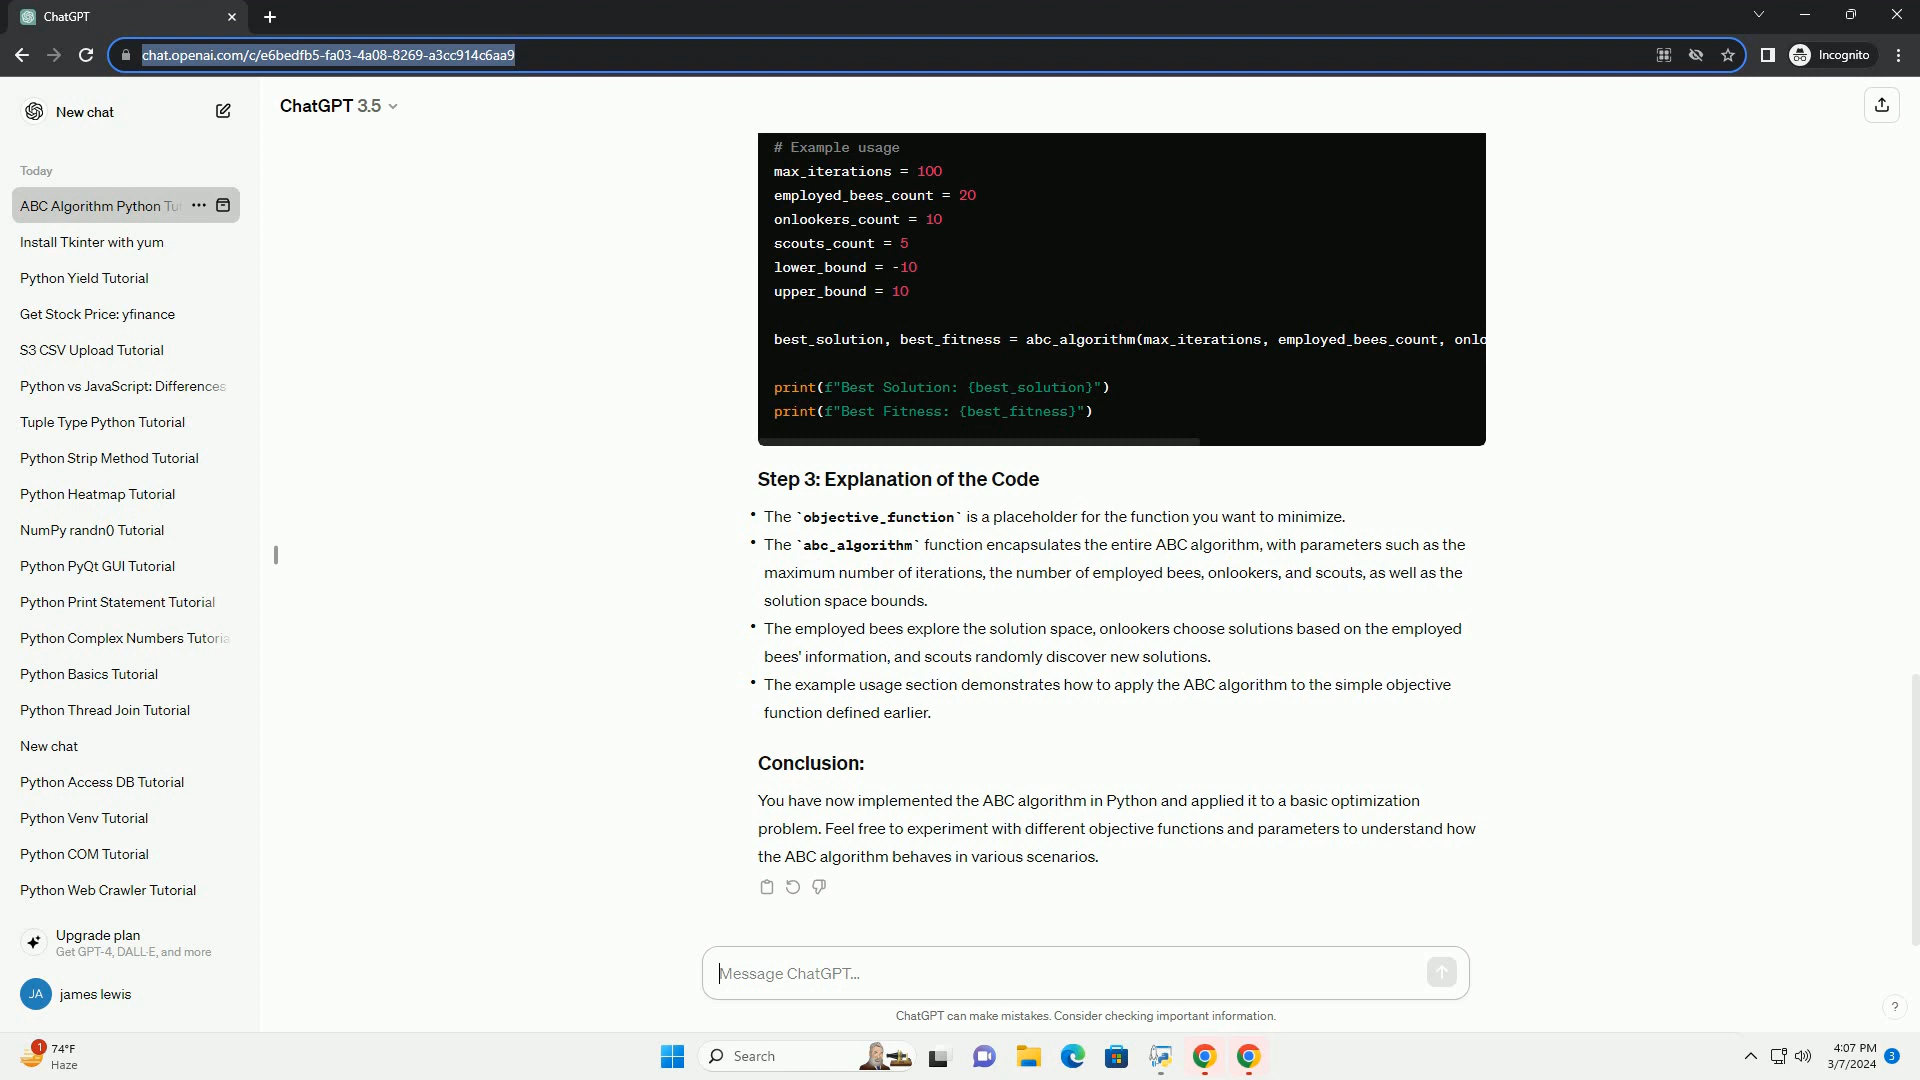 ChatGPT
chat.openai.com/c/e6bedfb5-fa03-4a08-8269-a3cc914c6aa9
Incognito
New chat
ChatGPT 3.5
Today
ABC Algorithm Python Tu
Install Tkinter with yum
Python Yield Tutorial
Get Stock Price: yfinance
S3 CSV Upload Tutorial
Python vs JavaScript: Differences
Tuple Type Python Tutorial
Python Strip Method Tutorial
Python Heatmap Tutorial
NumPy randn() Tutorial
Python PyQt GUI Tutorial
Python Print Statement Tutorial
Python Complex Numbers Tutoria
Python Basics Tutorial
Python Thread Join Tutorial
New chat
Python Access DB Tutorial
Python Venv Tutorial
Python COM Tutorial
Python Web Crawler Tutorial
Upgrade plan
Get GPT-4, DALL·E, and more
JA
james lewis
# Example usage
max_iterations = 100
employed_bees_count = 20
onlookers_count = 10
scouts_count = 5
lower_bound = -10
upper_bound = 10
best_solution, best_fitness = abc_algorithm(max_iterations, employed_bees_count, onlo
print(f"Best Solution: {best_solution}")
print(f"Best Fitness: {best_fitness}")
Step 3: Explanation of the Code
• The `objective_function` is a placeholder for the function you want to minimize.
• The `abc_algorithm` function encapsulates the entire ABC algorithm, with parameters such as the
maximum number of iterations, the number of employed bees, onlookers, and scouts, as well as the
solution space bounds.
• The employed bees explore the solution space, onlookers choose solutions based on the employed
bees' information, and scouts randomly discover new solutions.
• The example usage section demonstrates how to apply the ABC algorithm to the simple objective
function defined earlier.
Conclusion:
You have now implemented the ABC algorithm in Python and applied it to a basic optimization
problem. Feel free to experiment with different objective functions and parameters to understand how
the ABC algorithm behaves in various scenarios.
Message ChatGPT...
ChatGPT can make mistakes. Consider checking important information.
?
1
74°F
Haze
Search
4:07 PM
3/7/2024
3